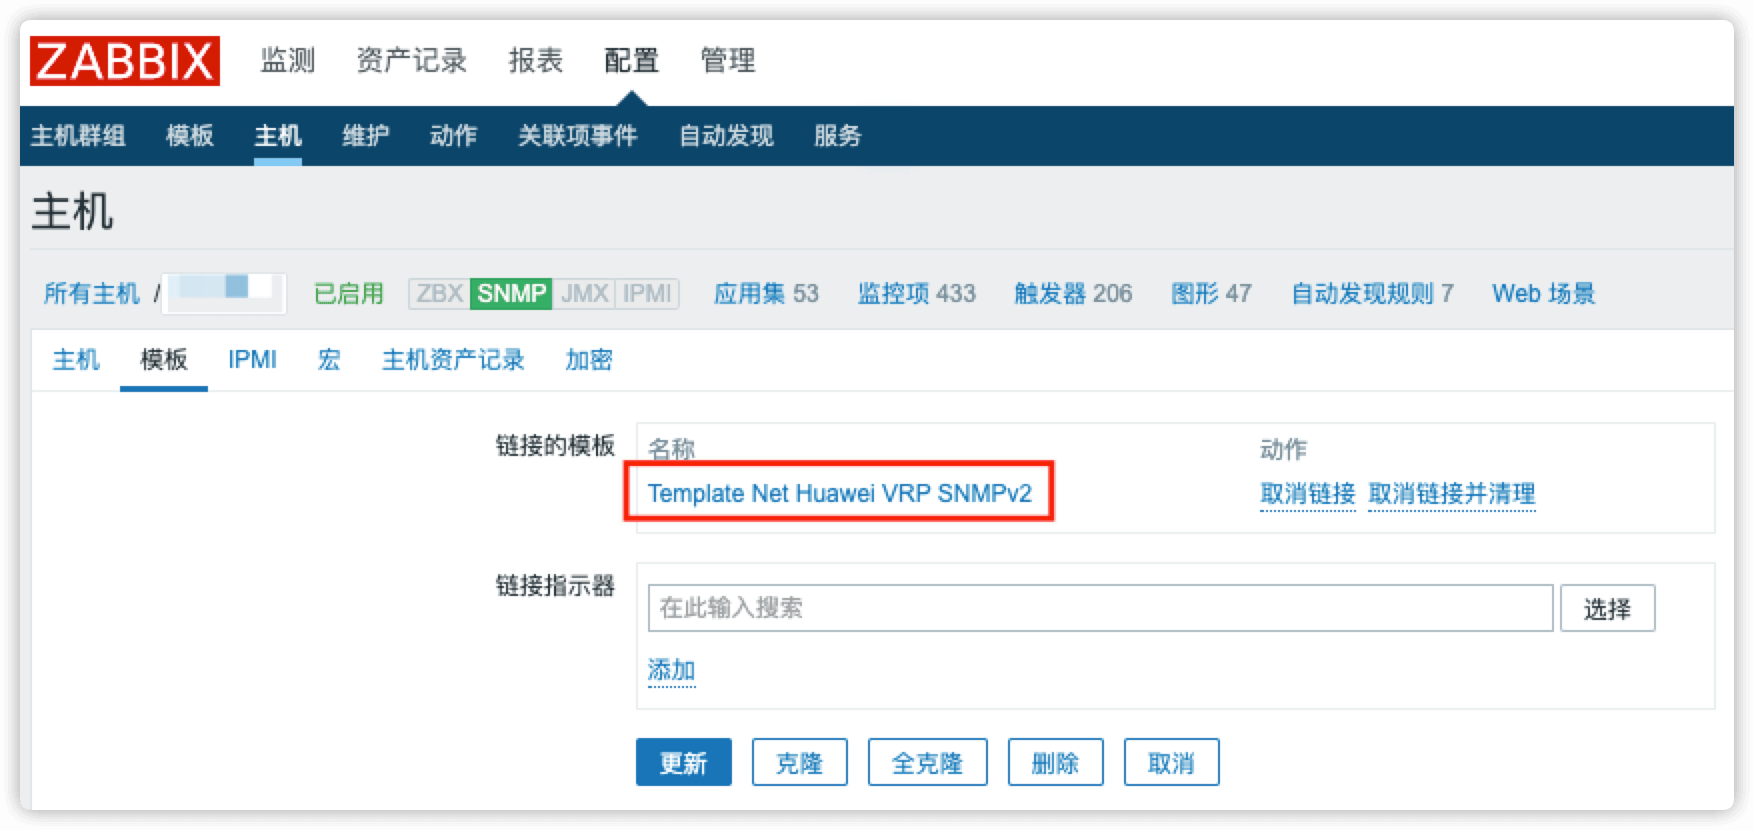 ZABBIX 监测 资产记录 报表 配置 管理
主机群组 模板 主机 维护 动作 关联项事件 自动发现 服务
主机
所有主机 / 已启用 ZBX SNMP JMX IPMI 应用集 53 监控项 433 触发器 206 图形 47 自动发现规则 7 Web 场景
主机 模板 IPMI 宏 主机资产记录 加密
链接的模板 名称 动作
Template Net Huawei VRP SNMPv2 取消链接 取消链接并清理
链接指示器
在此输入搜索 选择
添加
更新 克隆 全克隆 删除 取消